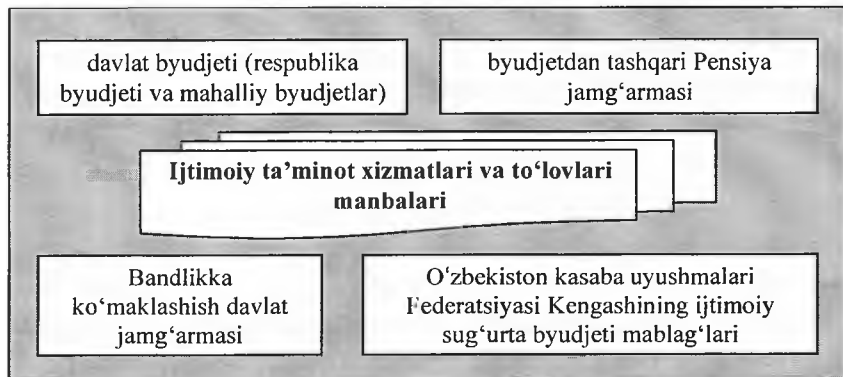 davlat byudjeti (respublika
byudjeti va mahalliy byudjetlar)
byudjetdan tashqari Pensiya
jamg‘armasi
Ijtimoiy ta’minot xizmatlari va to‘lovlari
manbalari
Bandlikka
ko‘maklashish davlat
jamg‘armasi
O‘zbekiston kasaba uyushmalari
Federatsiyasi Kengashining ijtimoiy
sug‘urta byudjeti mablag‘lari